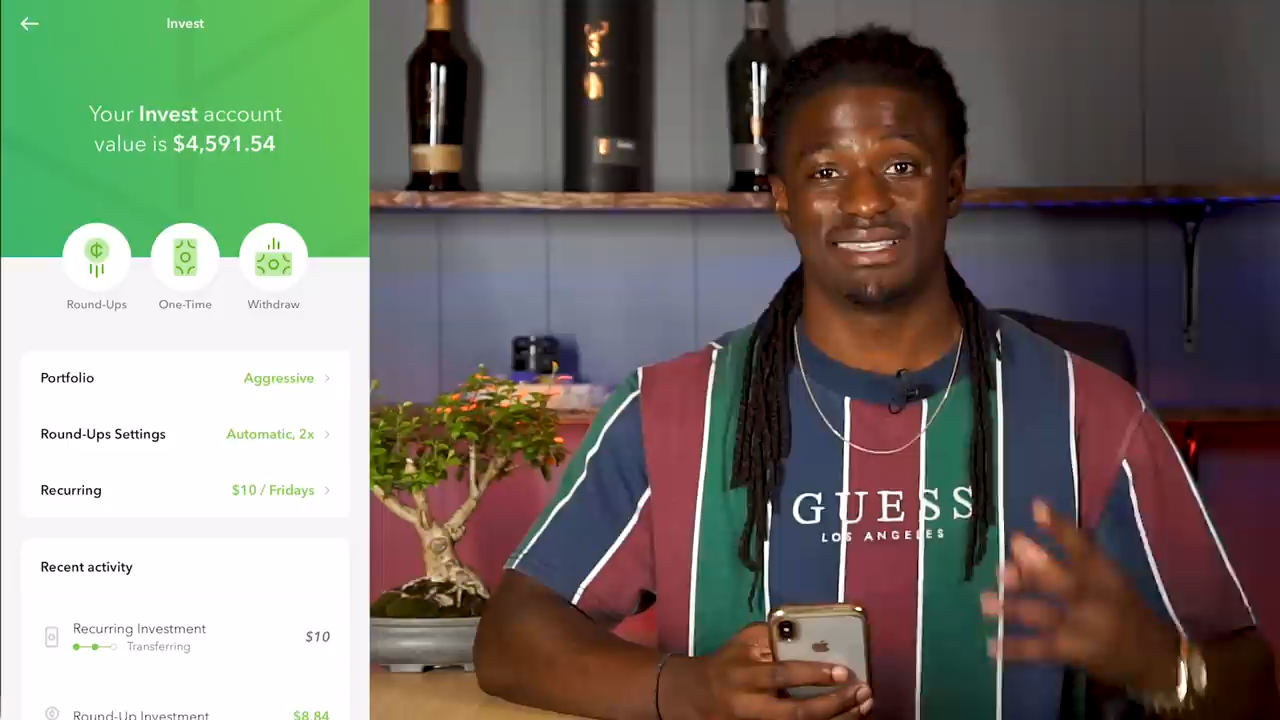 Invest
Your Invest account
value is $4,591.54
Round-Ups
One-Time
Withdraw
Portfolio
Aggressive
Round-Ups Settings
Automatic, 2x
Recurring
$10 / Fridays
Recent activity
Recurring Investment
$10
Transferring
Round-Up Investment
$8.84
GUESS
LOS ANGELES